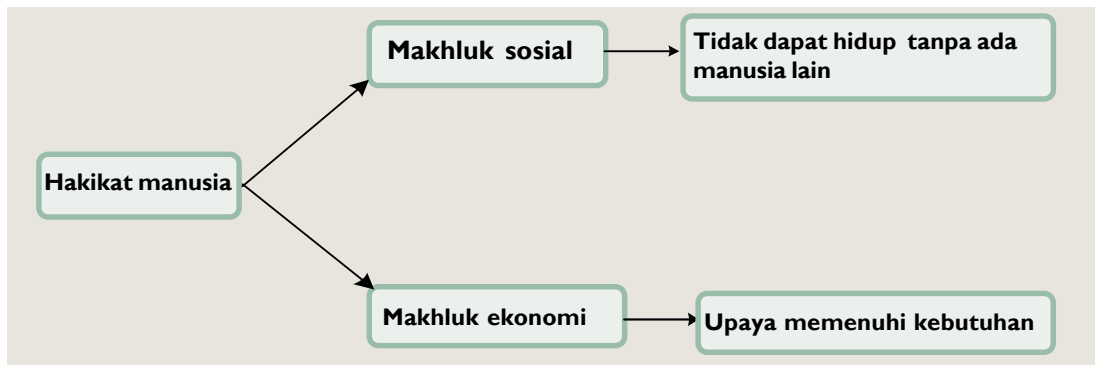 Makhluk sosial
Tidak dapat hidup tanpa ada
manusia lain
Hakikat manusia
Makhluk ekonomi
Upaya memenuhi kebutuhan